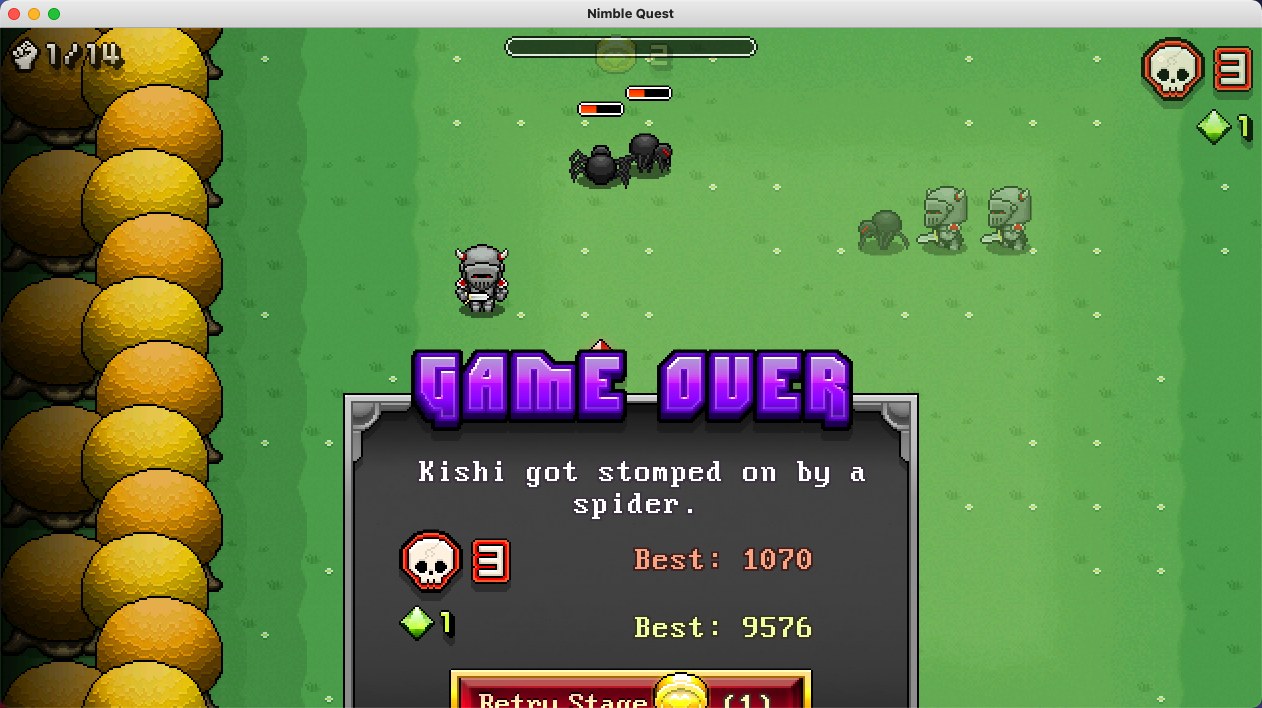 Nimble Quest
1/14
3
3
1
GAME OVER
Kishi got stomped on by a
spider.
3
Best: 1070
1
Best: 9576
Retry Stage (1)